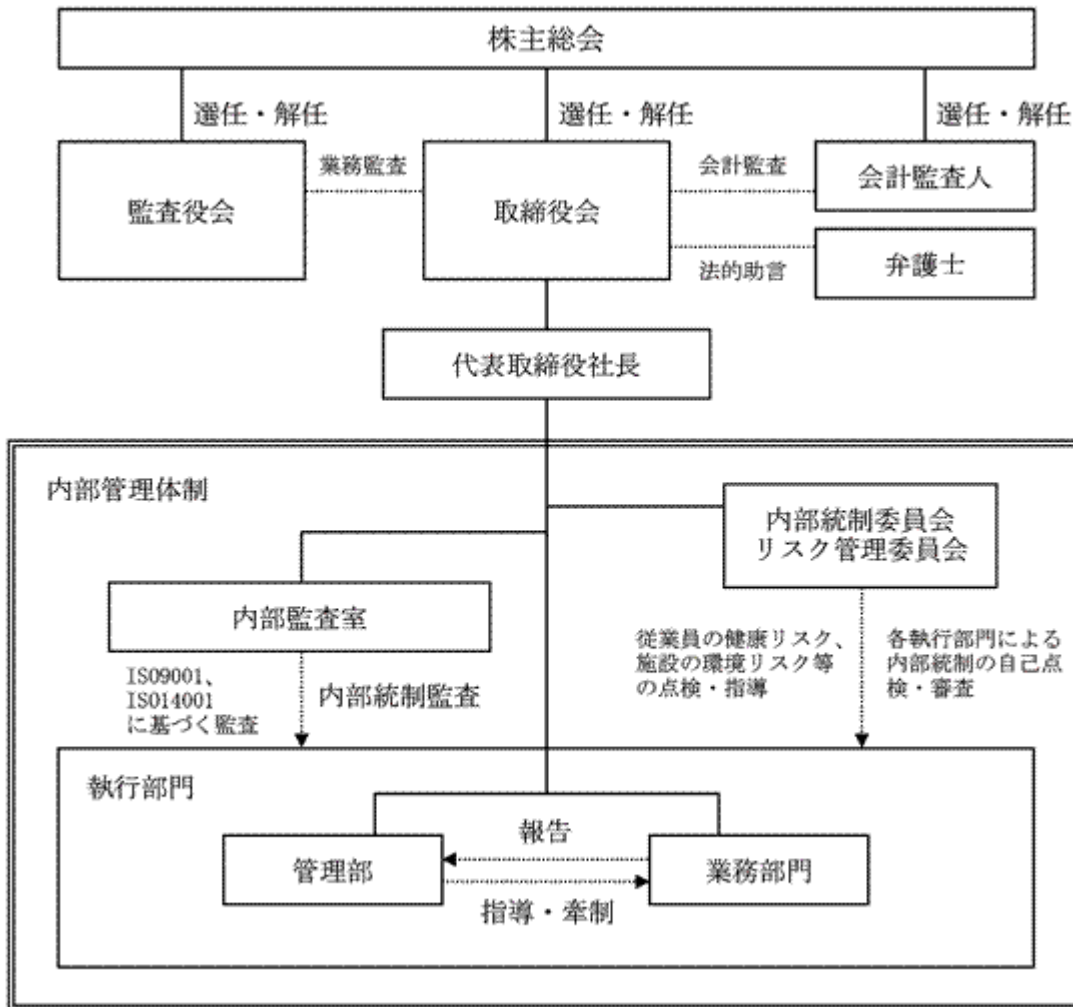 株主総会
選任・解任
選任・解任
選任・解任
監査役会
業務監査
取締役会
会計監査
会計監査人
法的助言
弁護士
代表取締役社長
内部管理体制
内部統制委員会
リスク管理委員会
内部監査室
ISO9001、
ISO14001
に基づく監査
内部統制監査
従業員の健康リスク、
施設の環境リスク等
の点検・指導
各執行部門による
内部統制の自己点
検・審査
執行部門
報告
管理部
業務部門
指導・牽制